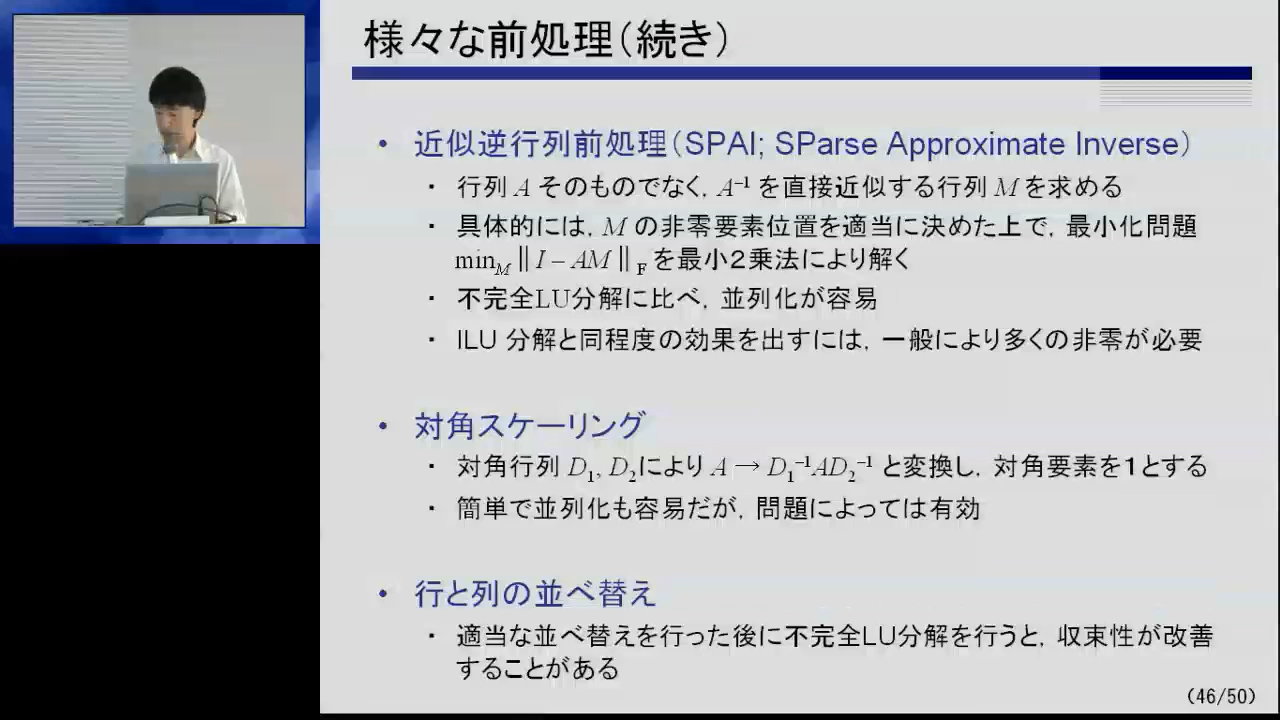 様々な前処理（続き）
・ 近似逆行列前処理（SPAI; SParse Approximate Inverse）
・ 行列 A そのものでなく，A⁻¹ を直接近似する行列 M を求める
・ 具体的には，M の非零要素位置を適当に決めた上で，最小化問題
min_M ‖ I – AM ‖_F を最小２乗法により解く
・ 不完全LU分解に比べ，並列化が容易
・ ILU 分解と同程度の効果を出すには，一般により多くの非零が必要
・ 対角スケーリング
・ 対角行列 D₁, D₂により A → D₁⁻¹AD₂⁻¹ と変換し，対角要素を１とする
・ 簡単で並列化も容易だが，問題によっては有効
・ 行と列の並べ替え
・ 適当な並べ替えを行った後に不完全LU分解を行うと，収束性が改善
することがある
（46/50）